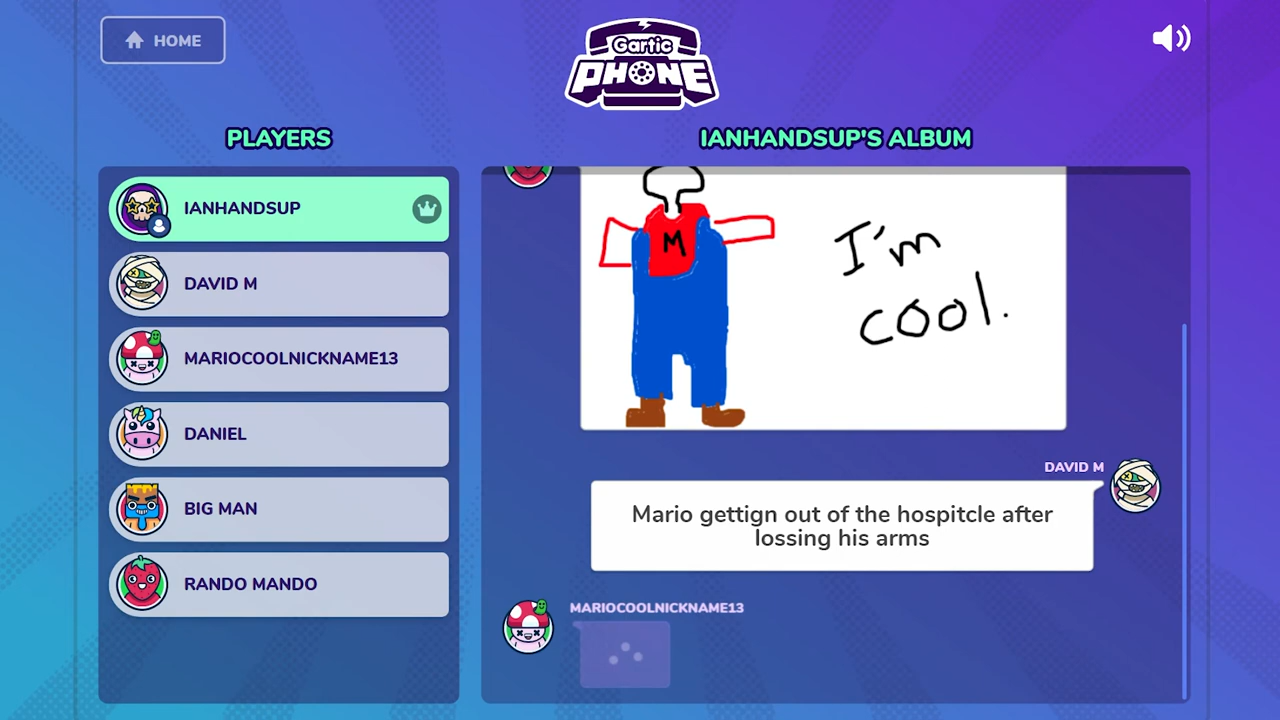 HOME
Gartic
PHONE
PLAYERS
IANHANDSUP
DAVID M
MARIOCOOLNICKNAME13
DANIEL
BIG MAN
RANDO MANDO
IANHANDSUP'S ALBUM
M
I'm
cool.
DAVID M
Mario gettign out of the hospitcle after
lossing his arms
MARIOCOOLNICKNAME13